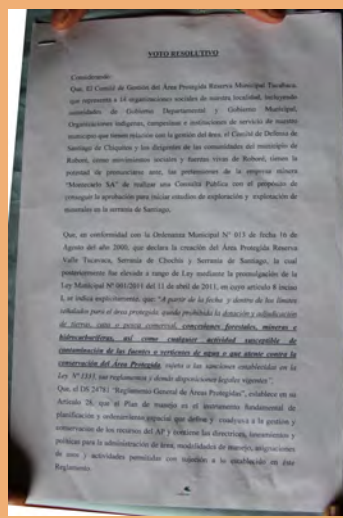 VOTO RESOLUTIVO
Considerando:
Que, El Comité de Gestión del Área Protegida Reserva Municipal Tucabaca,
que representa a 14 organizaciones sociales de nuestra localidad, incluyendo
autoridades de Gobierno Departamental y Gobierno Municipal,
Organizaciones indígenas, campesinas e instituciones de servicio de nuestro
municipio que tienen relación con la gestión del área, el Comité de Defensa de
Santiago de Chiquitos y los dirigentes de las comunidades del municipio de
Roboré, como movimientos sociales y fuerzas vivas de Roboré, tienen la
potestad de pronunciarse ante, las pretensiones de la empresa minera
"Montecarlo SA" de realizar una Consulta Publica con el propósito de
conseguir la aprobación para iniciar estudios de exploración y explotación de
minerales en la serranía de Santiago.
Que, en conformidad con la Ordenanza Municipal N° 013 de fecha 16 de
Agosto del año 2000, que declara la creación del Área Protegida Reserva
Valle Tucavaca, Serranía de Chochis y Serranía de Santiago, la cual
posteriormente fue elevada a rango de Ley mediante la promulgación de la
Ley Municipal N° 001/2011 del 11 de abril de 2011, en cuyo artículo 8 inciso
I, se indica explícitamente, que: "A partir de la fecha y dentro de los límites
señalados para el área protegida, queda prohibida la dotación y adjudicación
de tierras, caza o pesca comercial, concesiones forestales, mineras e
hidrocarburíferas, así como cualquier actividad susceptible de
contaminación de las fuentes o vertientes de agua o que atente contra la
conservación del Área Protegida, sujeto a las sanciones establecidas en la
Ley N° 1333, sus reglamentos y demás disposiciones legales vigentes".
Que, el DS 24781 "Reglamento General de Áreas Protegidas", establece en su
Artículo 28, que el Plan de manejo es el instrumento fundamental de
planificación y ordenamiento espacial que define y coadyuva a la gestión y
conservación de los recursos del AP y contiene las directrices, lineamientos y
políticas para la administración de área, modalidades de manejo, asignaciones
de usos y actividades permitidas con sujeción a lo establecido en éste
Reglamento.